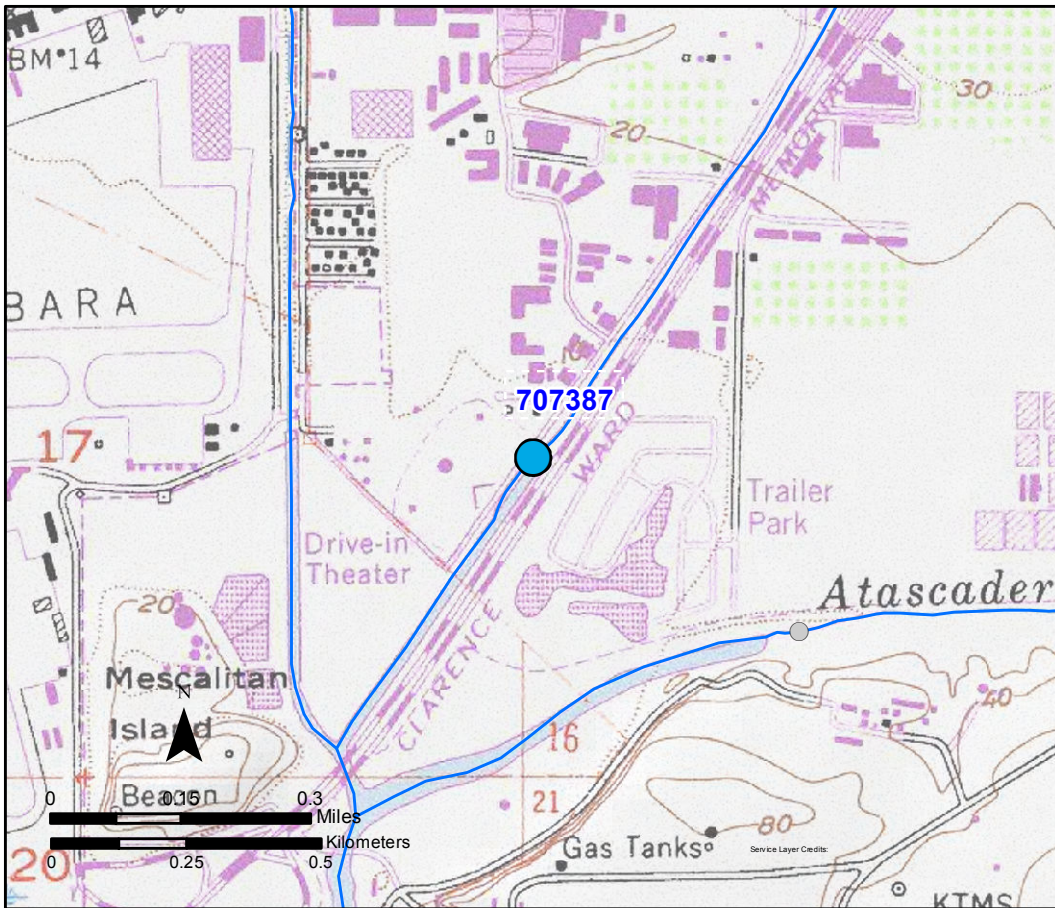 BM 14
30
20
MEMORIAL
BARA
10
707387
17
WARD
Trailer
Park
Drive-in
Theater
Atascader
20
CLARENCE
Mescalitan
Island
N
40
16
Beacon
21
0 0.15 0.3
Miles
Kilometers
0 0.25 0.5
80
Gas Tanks
Service Layer Credits:
20
KTMS